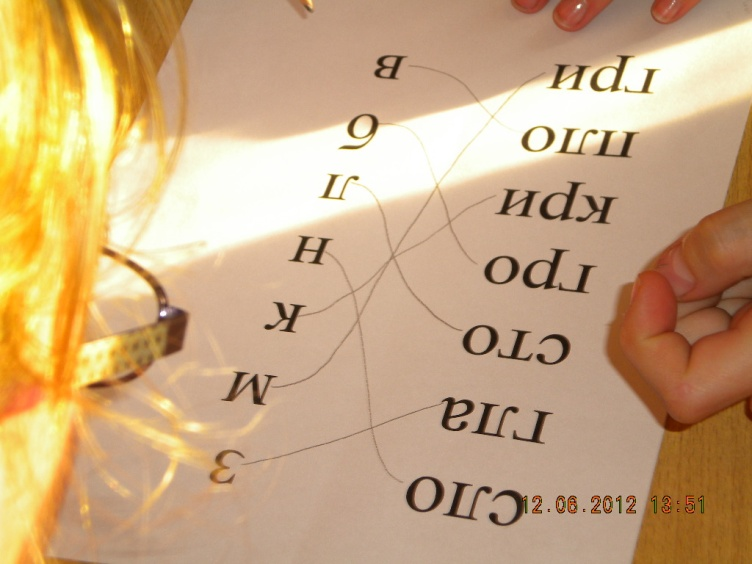 сло
гла З
сто М
гро К
кри Н
пло Л
гри б
В
12.06.2012 13:51